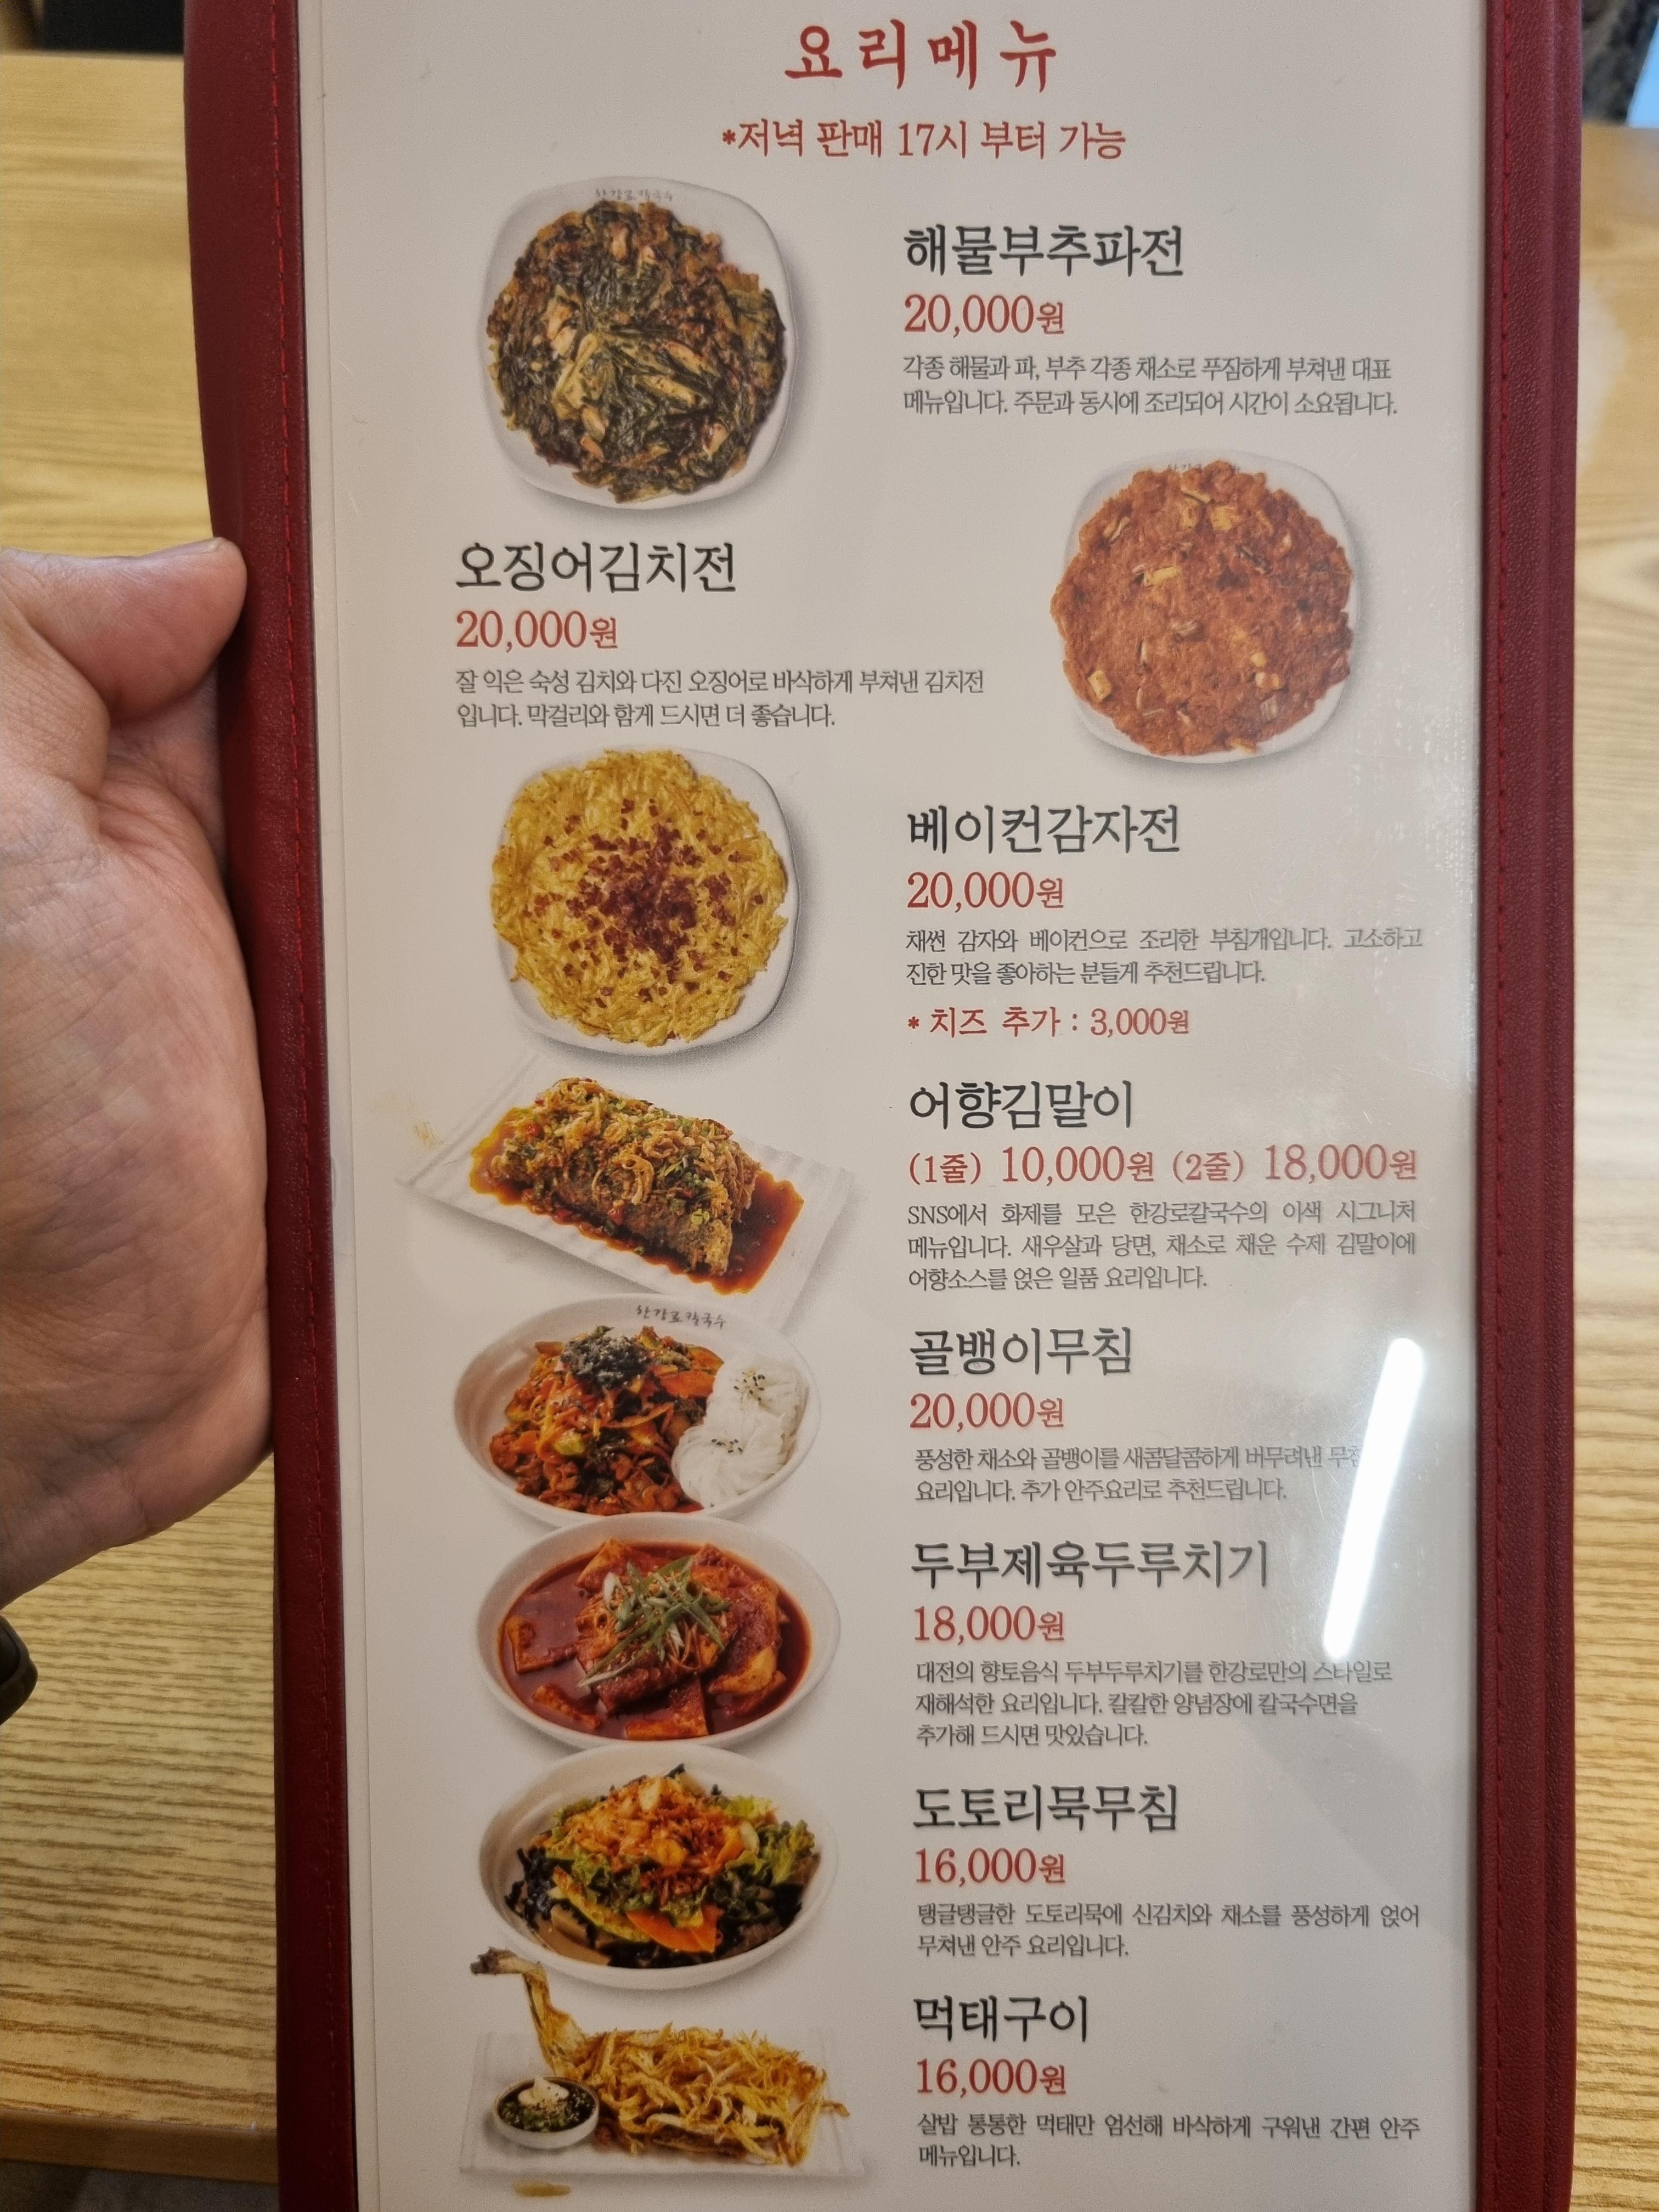 요리메뉴
*저녁 판매 17시 부터 가능
해물부추파전
20,000원
각종 해물과 파, 부추 각종 채소로 푸짐하게 부쳐낸 대표
메뉴입니다. 주문과 동시에 조리되어 시간이 소요됩니다.
오징어김치전
20,000원
잘 익은 숙성 김치와 다진 오징어로 바삭하게 부쳐낸 김치전
입니다. 막걸리와 함게 드시면 더 좋습니다.
베이컨감자전
20,000원
채썬 감자와 베이컨으로 조리한 부침개입니다. 고소하고
진한 맛을 좋아하는 분들게 추천드립니다.
* 치즈 추가 : 3,000원
어향김말이
(1줄) 10,000원 (2줄) 18,000원
SNS에서 화제를 모은 한강로칼국수의 이색 시그니처
메뉴입니다. 새우살과 당면, 채소로 채운 수제 김말이에
어향소스를 얹은 일품 요리입니다.
한강로칼국수
골뱅이무침
20,000원
풍성한 채소와 골뱅이를 새콤달콤하게 버무려낸
요리입니다. 추가 안주요리로 추천드립니다.
두부제육두루치기
18,000원
대전의 향토음식 두부두루치기를 한강로만의 스타일로
재해석한 요리입니다. 칼칼한 양념장에 칼국수면을
추가해 드시면 맛있습니다.
도토리묵무침
16,000원
탱글탱글한 도토리묵에 신김치와 채소를 풍성하게 얹어
무쳐낸 안주 요리입니다.
먹태구이
16,000원
살밥 통통한 먹태만 엄선해 바삭하게 구워낸 간편 안주
메뉴입니다.